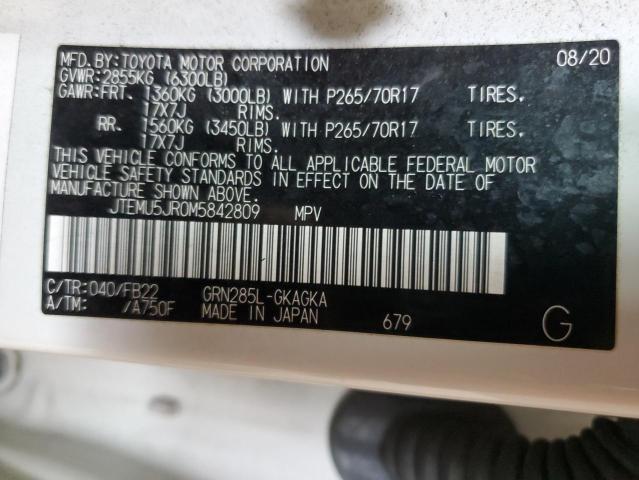 MFD.BY:TOYOTA MOTOR CORPORATION 08/20
GVWR:2855KG (6300LB)
GAWR:FRT. 1360KG (3000LB) WITH P265/70R17 TIRES,
17X7J RIMS.
RR. 1560KG (3450LB) WITH P265/70R17 TIRES,
17X7J RIMS.
THIS VEHICLE CONFORMS TO ALL APPLICABLE FEDERAL MOTOR
VEHICLE SAFETY STANDARDS IN EFFECT ON THE DATE OF
MANUFACTURE SHOWN ABOVE.
JTEMU5JR0M5842809 MPV
C/TR:040/FB22 GRN285L-GKAGKA
A/TM: /A750F MADE IN JAPAN 679 G